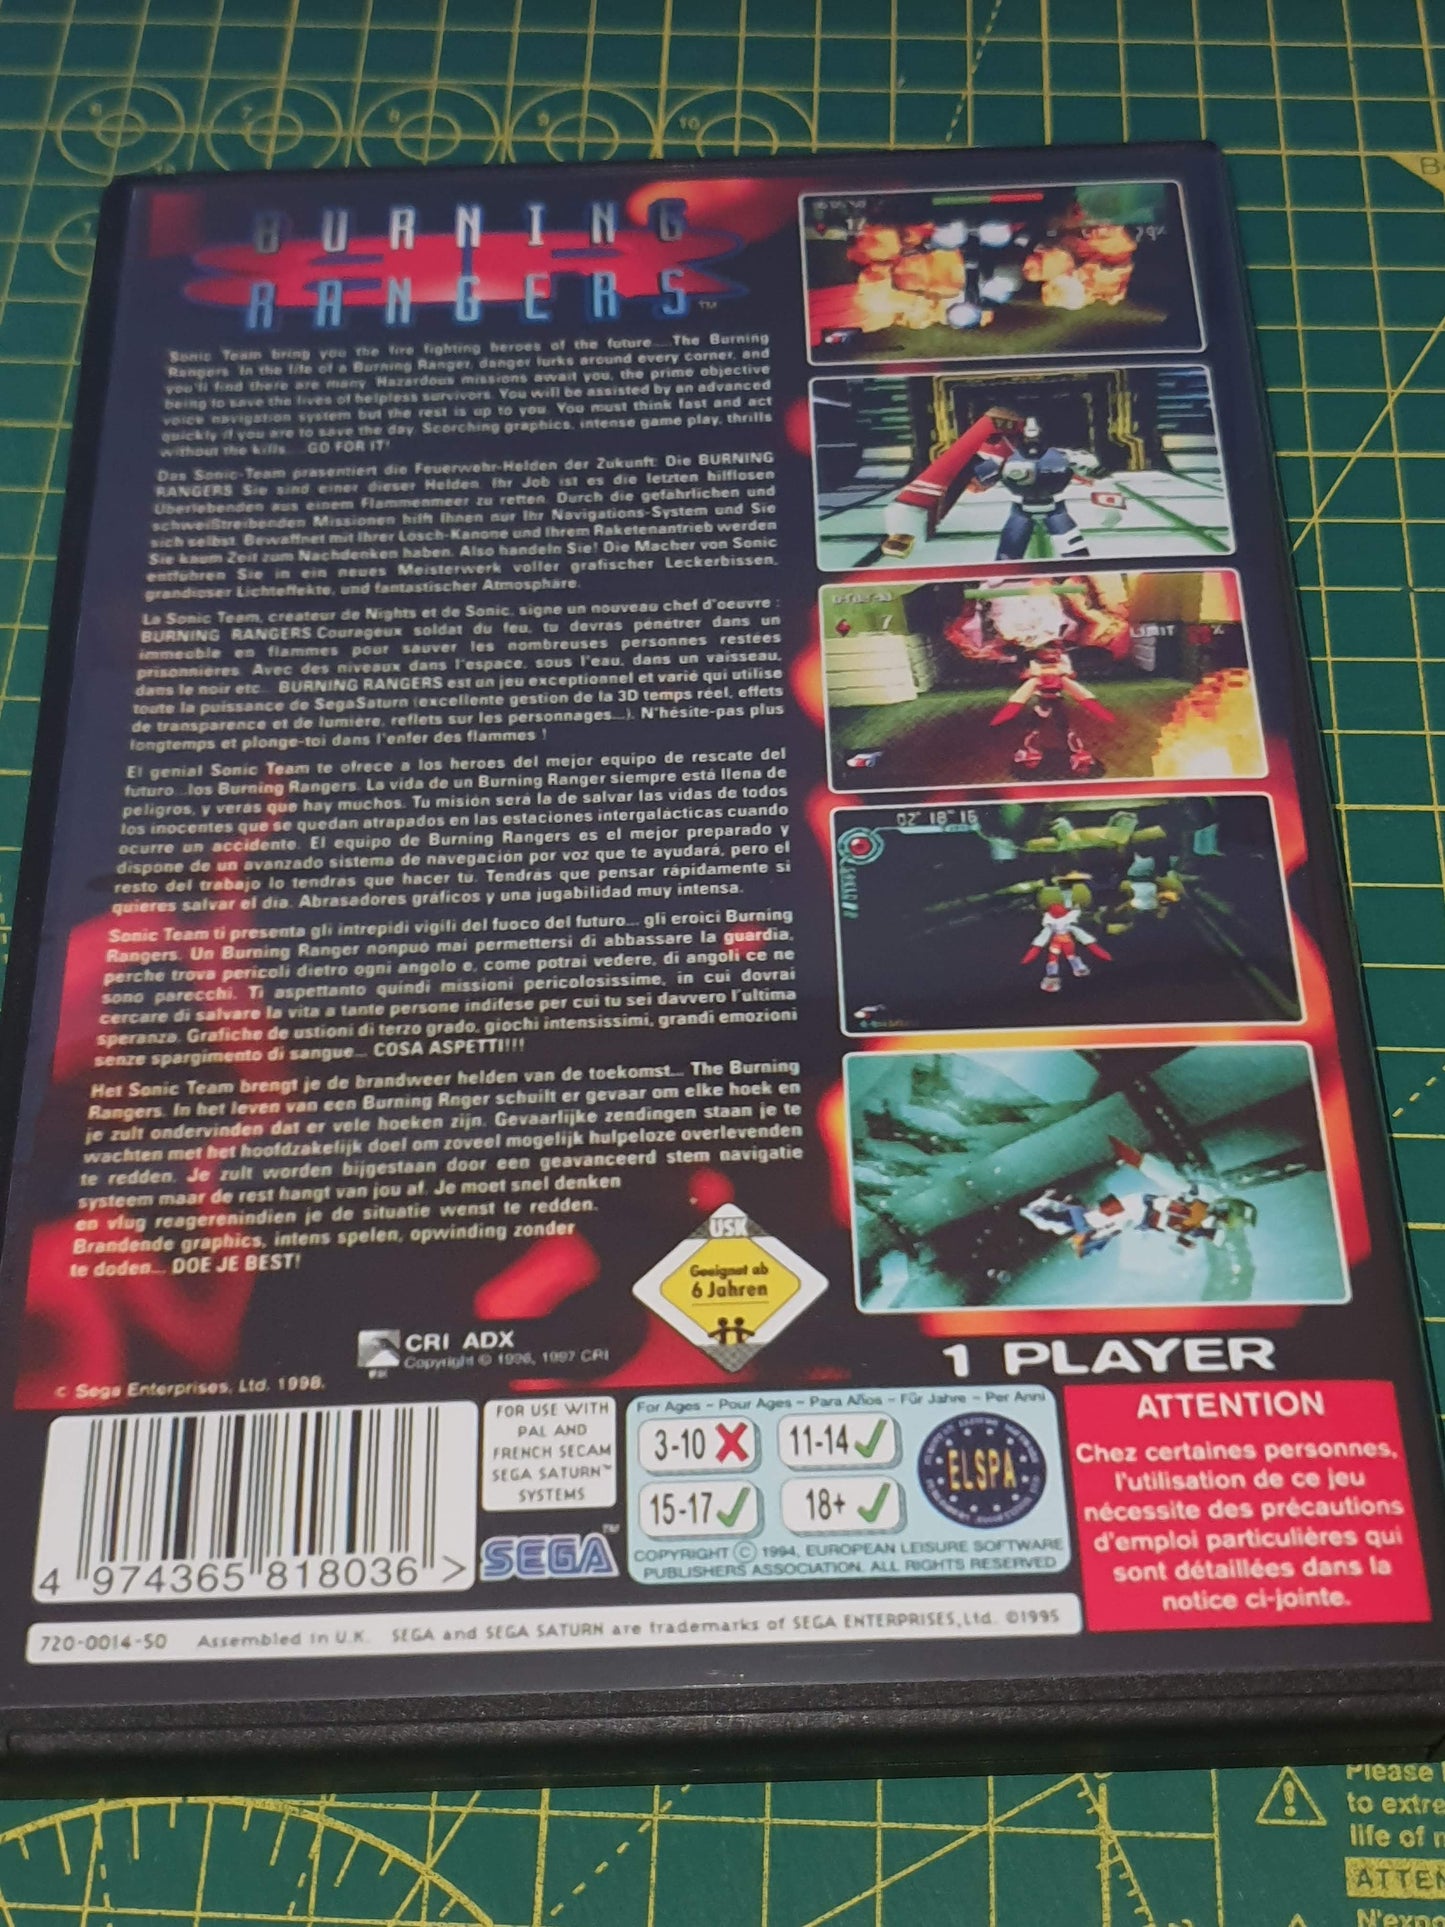 BURNING
RANGERS™
Sonic Team bring you the fire fighting heroes of the future.... The Burning
Rangers. In the life of a Burning Ranger, danger lurks around every corner, and
you'll find there are many. Hazardous missions await you, the prime objective
being to save the lives of helpless survivors. You will be assisted by an advanced
voice navigation system but the rest is up to you. You must think fast and act
quickly if you are to save the day. Scorching graphics, intense game play, thrills
without the kills.... GO FOR IT!
Das Sonic-Team prasentiert die Feuerwehr-Helden der Zukunft: Die BURNING
RANGERS Sie sind einer dieser Helden. Ihr Job ist es die letzten hilflosen
Uberlebenden aus einem Flammenmeer zu retten. Durch die gefahrlichen und
schweißtreibenden Missionen hilft Ihnen nur Ihr Navigations-System und Sie
sich selbst. Bewaffnet mit Ihrer Losch-Kanone und Ihrem Raketenantrieb werden
Sie kaum Zeit zum Nachdenken haben. Also handeln Sie! Die Macher von Sonic
entfuhren Sie in ein neues Meisterwerk voller grafischer Leckerbissen,
grandioser Lichteffekte, und fantastischer Atmosphäre.
La Sonic Team, createur de Nights et de Sonic, signe un nouveau chef d'oeuvre :
BURNING RANGERS Courageux soldat du feu, tu devras penetrer dans un
immeuble en flammes pour sauver les nombreuses personnes restées
prisonnières. Avec des niveaux dans l'espace, sous l'eau, dans un vaisseau,
dans le noir etc... BURNING RANGERS est un jeu exceptionnel et varié qui utilise
toute la puissance de SegaSaturn (excellente gestion de la 3D temps réel, effets
de transparence et de lumière, reflets sur les personnages...). N'hésite-pas plus
longtemps et plonge-toi dans l'enfer des flammes !
El genial Sonic Team te ofrece a los heroes del mejor equipo de rescate del
futuro...los Burning Rangers. La vida de un Burning Ranger siempre está llena de
peligros, y verás que hay muchos. Tu misión será la de salvar las vidas de todos
los inocentes que se quedan atrapados en las estaciones intergalácticas cuando
ocurre un accidente. El equipo de Burning Rangers es el mejor preparado y
dispone de un avanzado sistema de navegación por voz que te ayudará, pero el
resto del trabajo lo tendras que hacer tú. Tendras que pensar rápidamente si
quieres salvar el dia. Abrasadores gráficos y una jugabilidad muy intensa.
Sonic Team ti presenta gli intrepidi vigili del fuoco del futuro... gli eroici Burning
Rangers. Un Burning Ranger nonpuò mai permettersi di abbassare la guardia,
perche trova pericoli dietro ogni angolo e, come potrai vedere, di angoli ce ne
sono parecchi. Ti aspettanto quindi missioni pericolosissime, in cui dovrai
cercare di salvare la vita a tante persone indifese per cui tu sei davvero l'ultima
speranza. Grafiche de ustioni di terzo grado, giochi intensissimi, grandi emozioni
senze spargimento di sangue... COSA ASPETTI!!!
Het Sonic Team brengt je de brandweer helden van de toekomst... The Burning
Rangers. In het leven van een Burning Rnger schuilt er gevaar om elke hoek en
je zult ondervinden dat er vele hoeken zijn. Gevaarlijke zendingen staan je te
wachten met het hoofdzakelijk doel om zoveel mogelijk hulpeloze overlevenden
te redden. Je zult worden bijgestaan door een geavanceerd stem navigatie
systeem maar de rest hangt van jou af. Je moet snel denken
en vlug reagerenindien je de situatie wenst te redden.
Brandende graphics, intens spelen, opwinding zonder
te doden... DOE JE BEST!
LIMIT
02" 18" 16
USK
Geeignet ab
6 Jahren
CRI ADX
Copyright © 1996, 1997 CRI
c Sega Enterprises, Ltd. 1998.
1 PLAYER
4 974365 818036 >
FOR USE WITH
PAL AND
FRENCH SECAM
SEGA SATURN™
SYSTEMS
SEGA™
For Ages - Pour Ages - Para Años - Für Jahre - Per Anni
3-10 11-14
15-17 18+
ELSPA
COPYRIGHT © 1994, EUROPEAN LEISURE SOFTWARE
PUBLISHERS ASSOCIATION. ALL RIGHTS RESERVED
ATTENTION
Chez certaines personnes,
l'utilisation de ce jeu
nécessite des précautions
d'emploi particulières qui
sont détaillées dans la
notice ci-jointe.
720-0014-50 Assembled in U.K. SEGA and SEGA SATURN are trademarks of SEGA ENTERPRISES, Ltd. ©1995
6 7 8 9 10
Please
to extre
life of
ATTEN